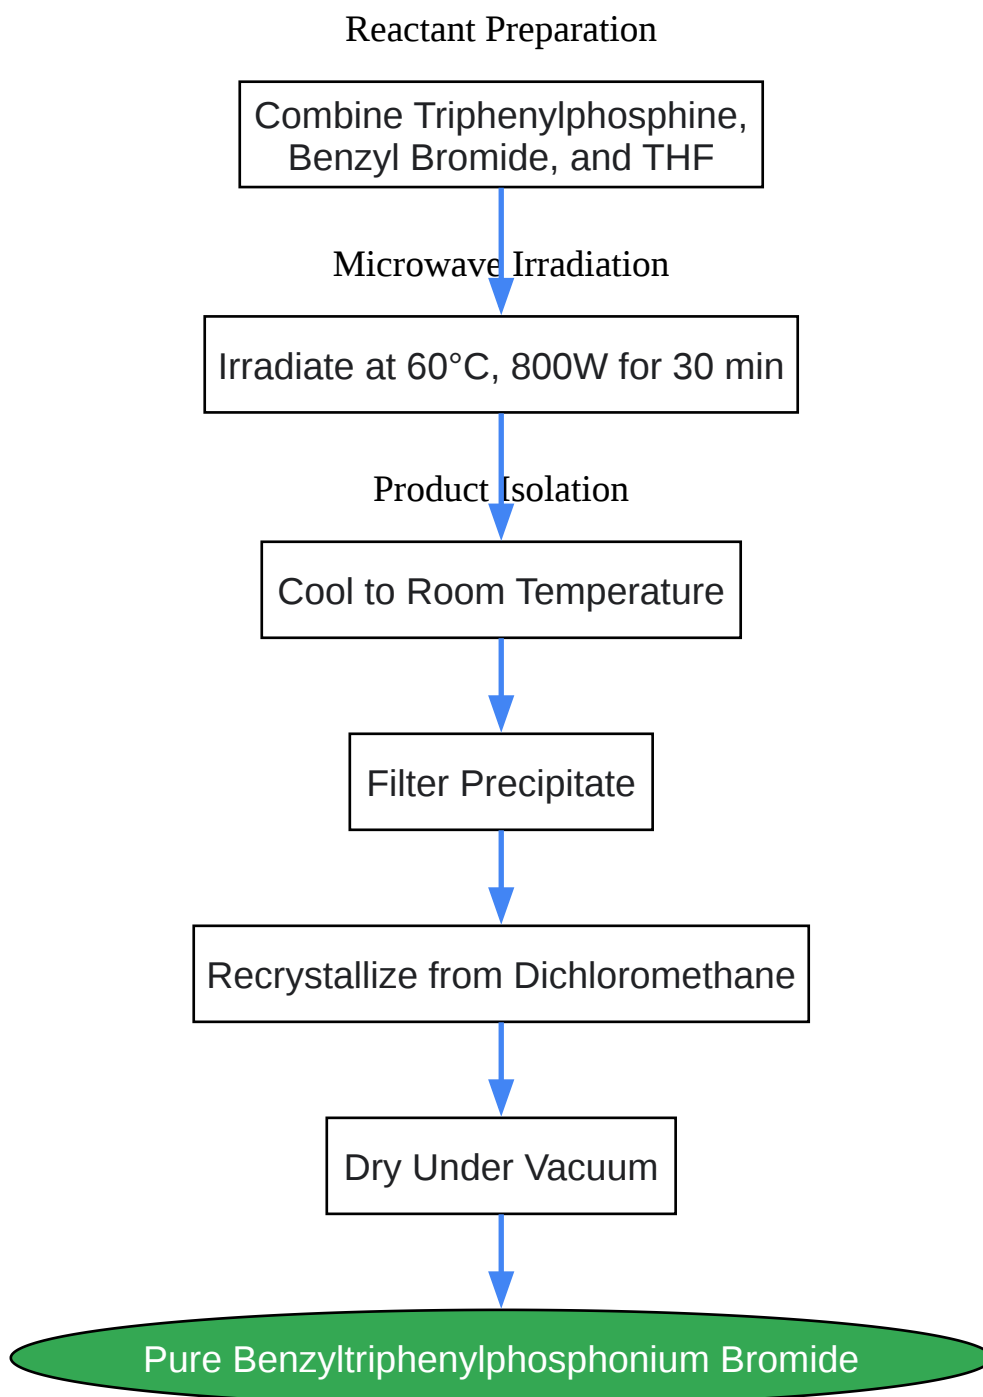 Reactant Preparation
Combine Triphenylphosphine,
Benzyl Bromide, and THF
Microwave Irradiation
Irradiate at 60°C, 800W for 30 min
Product Isolation
Cool to Room Temperature
Filter Precipitate
Recrystallize from Dichloromethane
Dry Under Vacuum
Pure Benzyltriphenylphosphonium Bromide